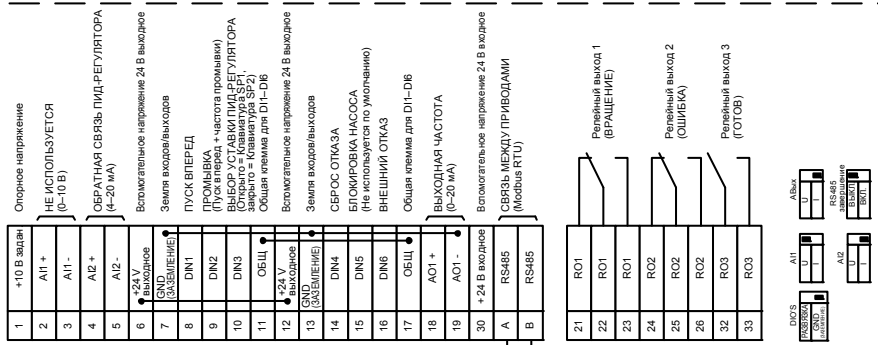 1 +10 В задан Опорное напряжение
2 AI1 + НЕ ИСПОЛЬЗУЕТСЯ
3 AI1 - (0–10 В)
4 AI2 + ОБРАТНАЯ СВЯЗЬ ПИД-РЕГУЛЯТОРА
5 AI2 - (4–20 мА)
6 +24 V выходное Вспомогательное напряжение 24 В выходное
7 GND (ЗАЗЕМЛЕНИЕ) Земля входов/выходов
8 DIN1 ПУСК ВПЕРЕД
9 DIN2 ПРОМЫВКА
(Пуск вперед + частота промывки)
10 DIN3 ВЫБОР УСТАВКИ ПИД-РЕГУЛЯТОРА
(Открыто = Клавиатура SP1,
закрыто = Клавиатура SP2)
11 ОБЩ Общая клемма для DI1–DI6
12 +24 V выходное Вспомогательное напряжение 24 В выходное
13 GND (ЗАЗЕМЛЕНИЕ) Земля входов/выходов
14 DIN4 СБРОС ОТКАЗА
15 DIN5 БЛОКИРОВКА НАСОСА
(Не используется по умолчанию)
16 DIN6 ВНЕШНИЙ ОТКАЗ
17 ОБЩ Общая клемма для DI1–DI6
18 AO1 + ВЫХОДНАЯ ЧАСТОТА
19 AO1 - (0–20 мА)
30 + 24 В входное Вспомогательное напряжение 24 В входное
A RS485 СВЯЗЬ МЕЖДУ ПРИВОДАМИ
B RS485 (Modbus RTU)
21 RO1
22 RO1 Релейный выход 1
23 RO1 (ВРАЩЕНИЕ)
24 RO2
25 RO2 Релейный выход 2
26 RO2 (ОШИБКА)
32 RO3 Релейный выход 3
33 RO3 (ГОТОВ)
DIO'S
РАЗВЯЗКА
GND
(ЗАЗЕМЛЕНИЕ)
AI1
U
I
АВых
U
I
AI2
U
I
RS485
завершение
ВЫКЛ.
ВКЛ.